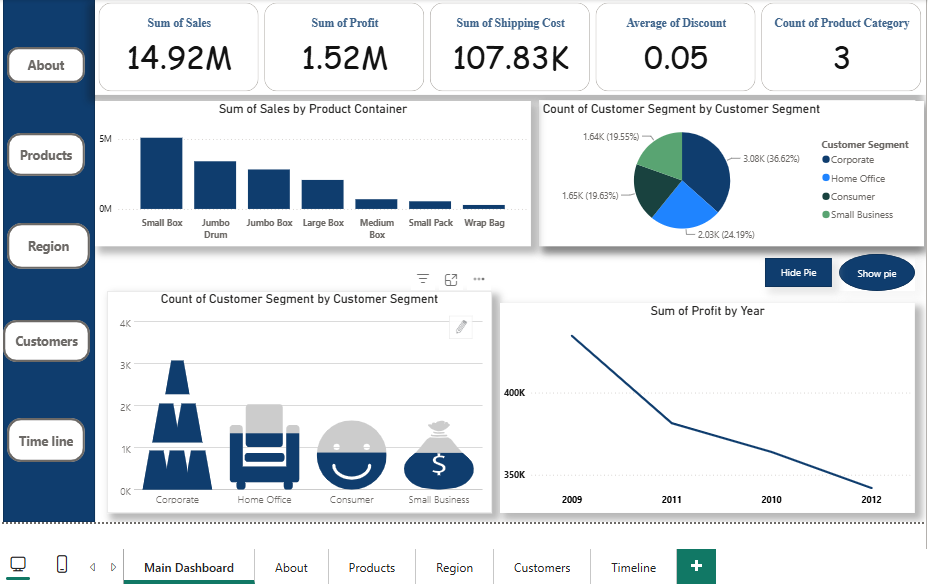 About
Products
Region
Customers
Time line
Sum of Sales
14.92M
Sum of Profit
1.52M
Sum of Shipping Cost
107.83K
Average of Discount
0.05
Count of Product Category
3
Sum of Sales by Product Container
5M
0M
Small Box
Jumbo
Drum
Jumbo Box
Large Box
Medium
Box
Small Pack
Wrap Bag
Count of Customer Segment by Customer Segment
1.64K (19.55%)
3.08K (36.62%)
1.65K (19.63%)
2.03K (24.19%)
Customer Segment
Corporate
Home Office
Consumer
Small Business
Hide Pie
Show pie
Count of Customer Segment by Customer Segment
4K
3K
2K
1K
0K
$
Corporate
Home Office
Consumer
Small Business
Sum of Profit by Year
400K
350K
2009
2011
2010
2012
Main Dashboard
About
Products
Region
Customers
Timeline
+